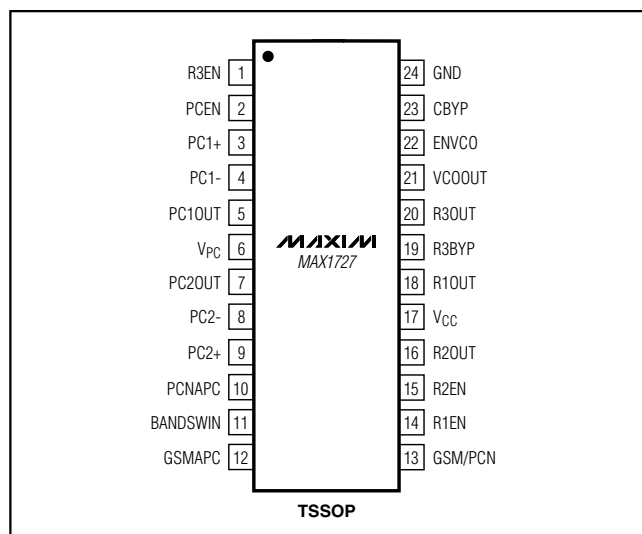 R3EN 1
PCEN 2
PC1+ 3
PC1- 4
PC1OUT 5
VPC 6
PC2OUT 7
PC2- 8
PC2+ 9
PCNAPC 10
BANDSWIN 11
GSMAPC 12
MAXIM
MAX1727
24 GND
23 CBYP
22 ENVCO
21 VCOOUT
20 R3OUT
19 R3BYP
18 R1OUT
17 VCC
16 R2OUT
15 R2EN
14 R1EN
13 GSM/PCN
TSSOP